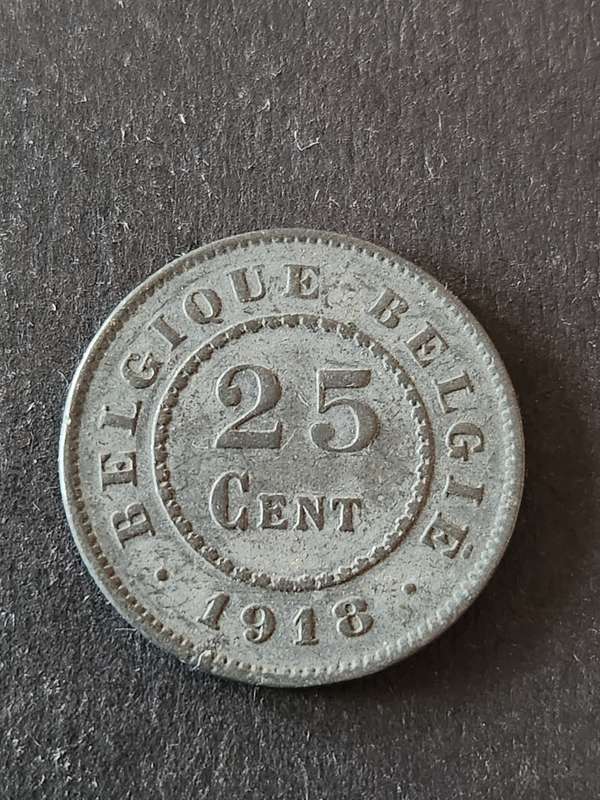 BELGIQUE·BELGIË
25
CENT
· 1918 ·